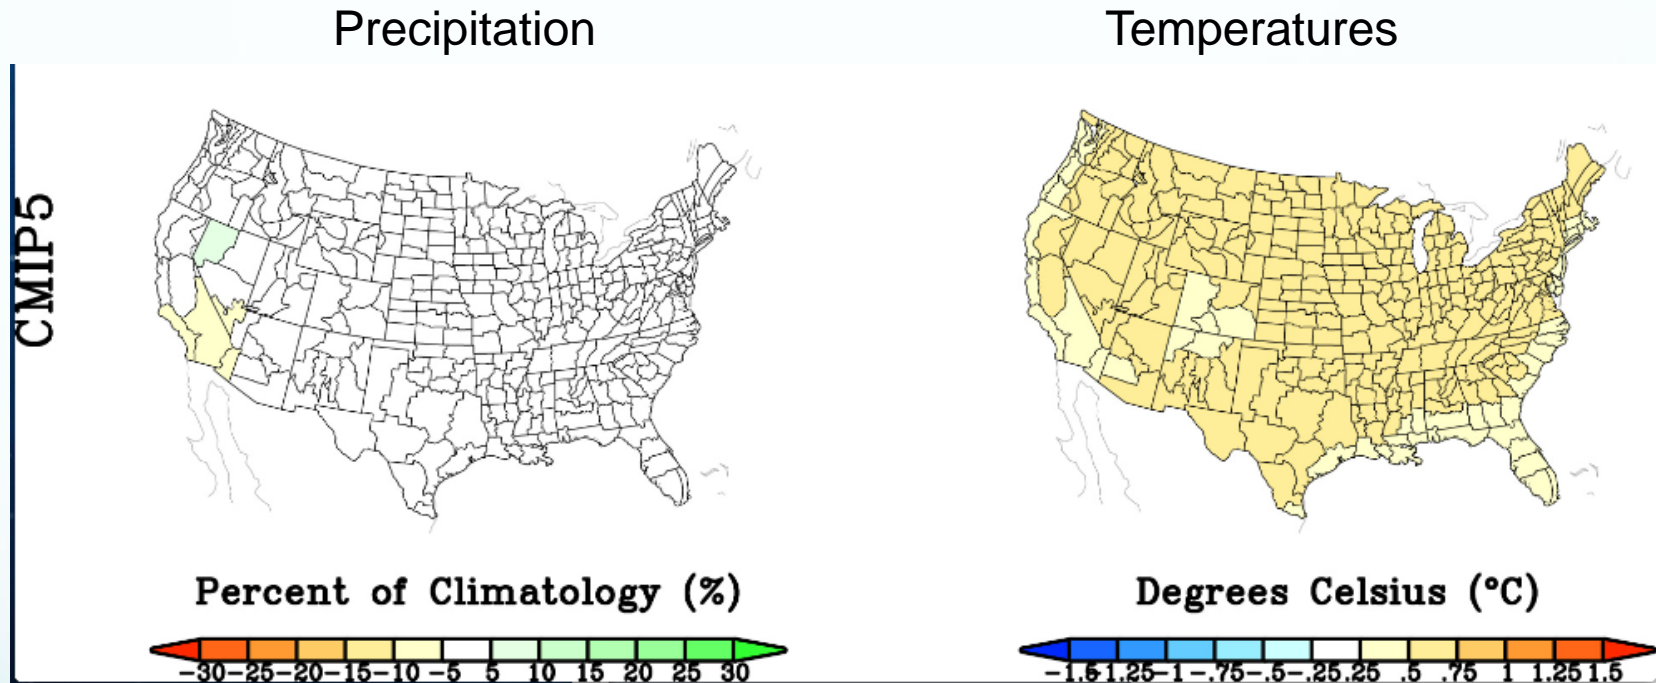 Precipitation
Temperatures
CMIP5
Percent of Climatology (%)
Degrees Celsius (°C)
-30 -25 -20 -15 -10 -5 5 10 15 20 25 30
-1.5 -1.25 -1 -.75 -.5 -.25 .25 .5 .75 1 1.25 1.5